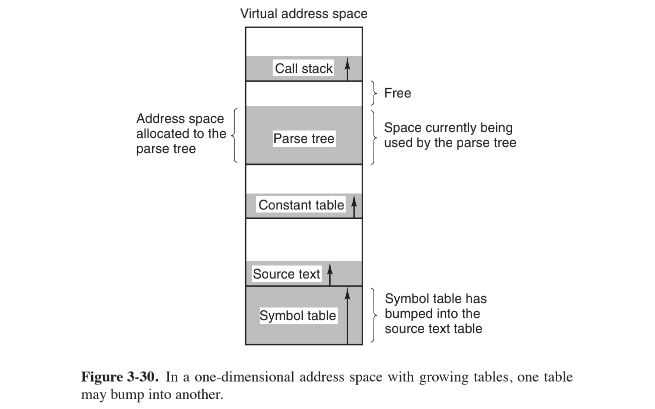 Virtual address space
Call stack
Free
Address space
allocated to the
parse tree
Parse tree
Space currently being
used by the parse tree
Constant table
Source text
Symbol table
Symbol table has
bumped into the
source text table
Figure 3-30. In a one-dimensional address space with growing tables, one table
may bump into another.